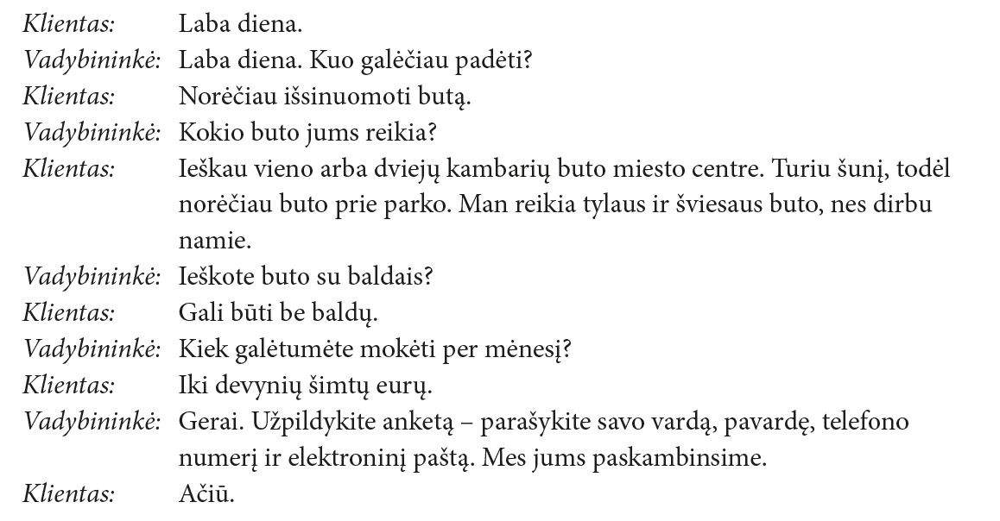 Klientas: Laba diena.
Vadybininkė: Laba diena. Kuo galėčiau padėti?
Klientas: Norėčiau išsinuomoti butą.
Vadybininkė: Kokio buto jums reikia?
Klientas: Ieškau vieno arba dviejų kambarių buto miesto centre. Turiu šunį, todėl
norėčiau buto prie parko. Man reikia tylaus ir šviesaus buto, nes dirbu
namie.
Vadybininkė: Ieškote buto su baldais?
Klientas: Gali būti be baldų.
Vadybininkė: Kiek galėtumėte mokėti per mėnesį?
Klientas: Iki devynių šimtų eurų.
Vadybininkė: Gerai. Užpildykite anketą – parašykite savo vardą, pavardę, telefono
numerį ir elektroninį paštą. Mes jums paskambinsime.
Klientas: Ačiū.